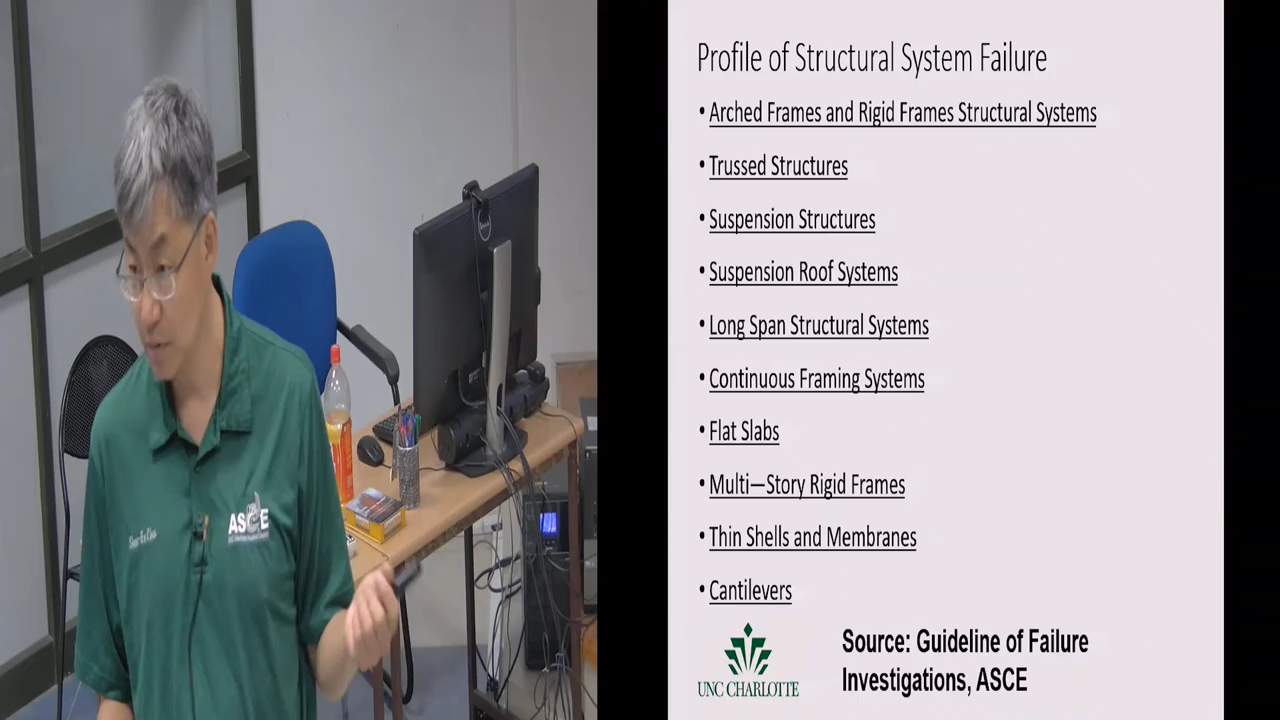 Profile of Structural System Failure
• Arched Frames and Rigid Frames Structural Systems
• Trussed Structures
• Suspension Structures
• Suspension Roof Systems
• Long Span Structural Systems
• Continuous Framing Systems
• Flat Slabs
• Multi—Story Rigid Frames
• Thin Shells and Membranes
• Cantilevers
UNC CHARLOTTE
Source: Guideline of Failure
Investigations, ASCE
ASCE